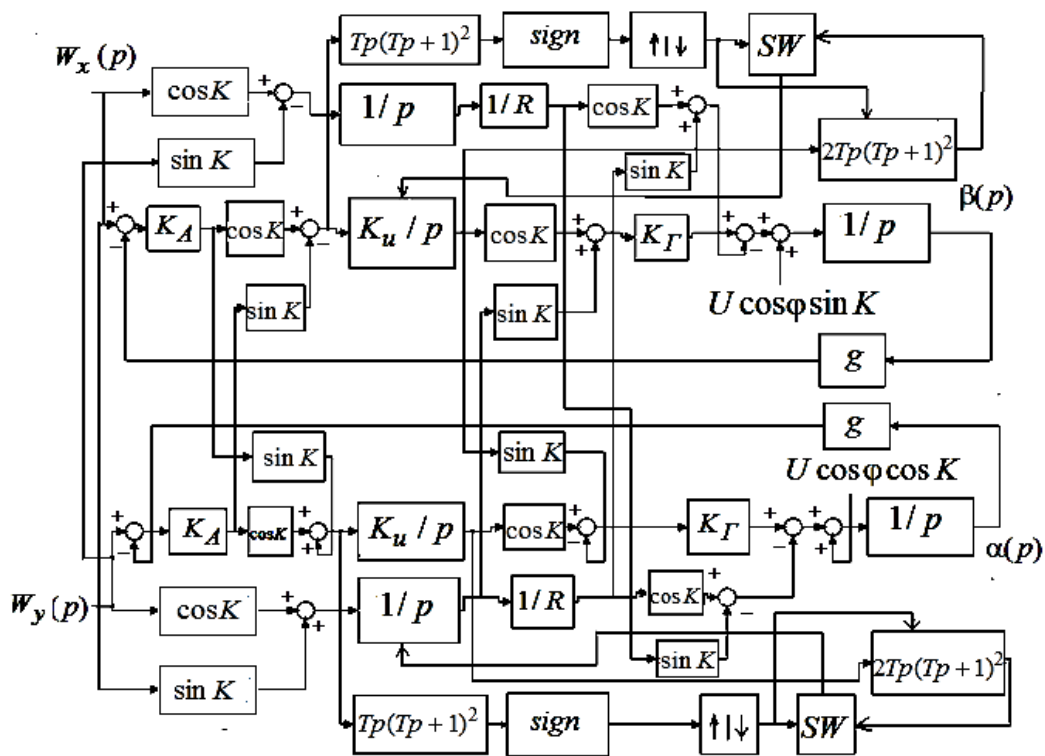 Tp(Tp+1)² sign ↑|↓ SW
Wₓ(p)
cosK 1/p 1/R cosK
2Tp(Tp+1)²
sin K sin K
β(p)
K_A cosK K_u/p cosK K_Γ 1/p
sin K sin K U cosφ sin K
g
g
sin K sin K U cosφ cos K
K_A cosK K_u/p cosK K_Γ 1/p
α(p)
W_y(p) cosK 1/p 1/R cosK
sin K sin K 2Tp(Tp+1)²
Tp(Tp+1)² sign ↑|↓ SW